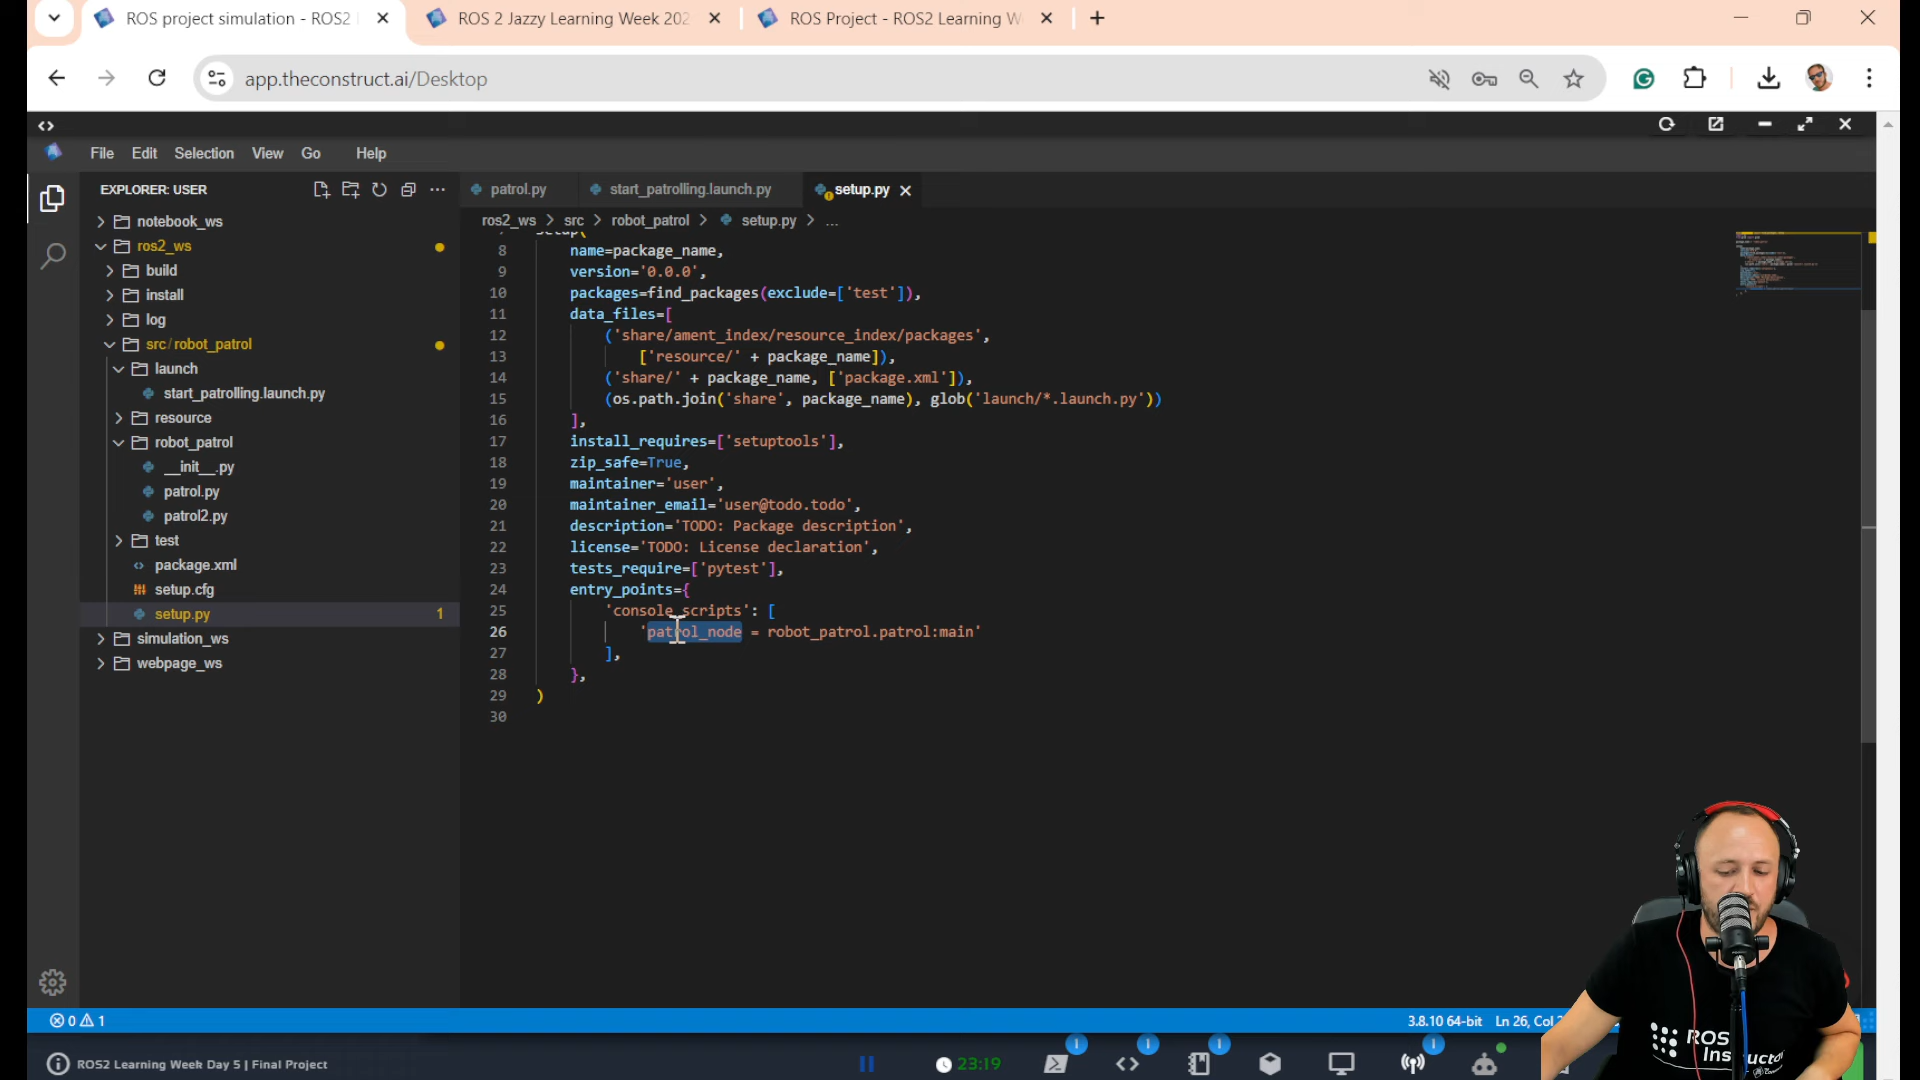 ROS project simulation - ROS2
ROS 2 Jazzy Learning Week 202
ROS Project - ROS2 Learning W
app.theconstruct.ai/Desktop
File Edit Selection View Go Help
EXPLORER: USER
notebook_ws
ros2_ws
build
install
log
src/robot_patrol
launch
start_patrolling.launch.py
resource
robot_patrol
__init__.py
patrol.py
patrol2.py
test
package.xml
setup.cfg
setup.py 1
simulation_ws
webpage_ws
patrol.py start_patrolling.launch.py setup.py
ros2_ws > src > robot_patrol > setup.py > ...
setup(
8 name=package_name,
9 version='0.0.0',
10 packages=find_packages(exclude=['test']),
11 data_files=[
12 ('share/ament_index/resource_index/packages',
13 ['resource/' + package_name]),
14 ('share/' + package_name, ['package.xml']),
15 (os.path.join('share', package_name), glob('launch/*.launch.py'))
16 ],
17 install_requires=['setuptools'],
18 zip_safe=True,
19 maintainer='user',
20 maintainer_email='user@todo.todo',
21 description='TODO: Package description',
22 license='TODO: License declaration',
23 tests_require=['pytest'],
24 entry_points={
25 'console_scripts': [
26 'patrol_node = robot_patrol.patrol:main'
27 ],
28 },
29 )
30
0 1
3.8.10 64-bit Ln 26, Col
ROS2 Learning Week Day 5 | Final Project
23:19
1 1 1 1
ROS
Instructor